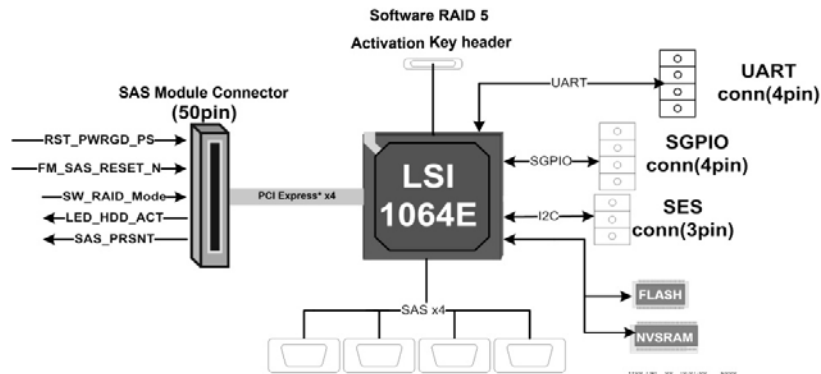 Software RAID 5
Activation Key header
SAS Module Connector
(50pin)
UART
UART
conn(4pin)
RST_PWRGD_PS
FM_SAS_RESET_N
SW_RAID_Mode
LED_HDD_ACT
SAS_PRSNT
PCI Express* x4
LSI
1064E
SGPIO
SGPIO
conn(4pin)
I2C
SES
conn(3pin)
FLASH
NVSRAM
SAS x4